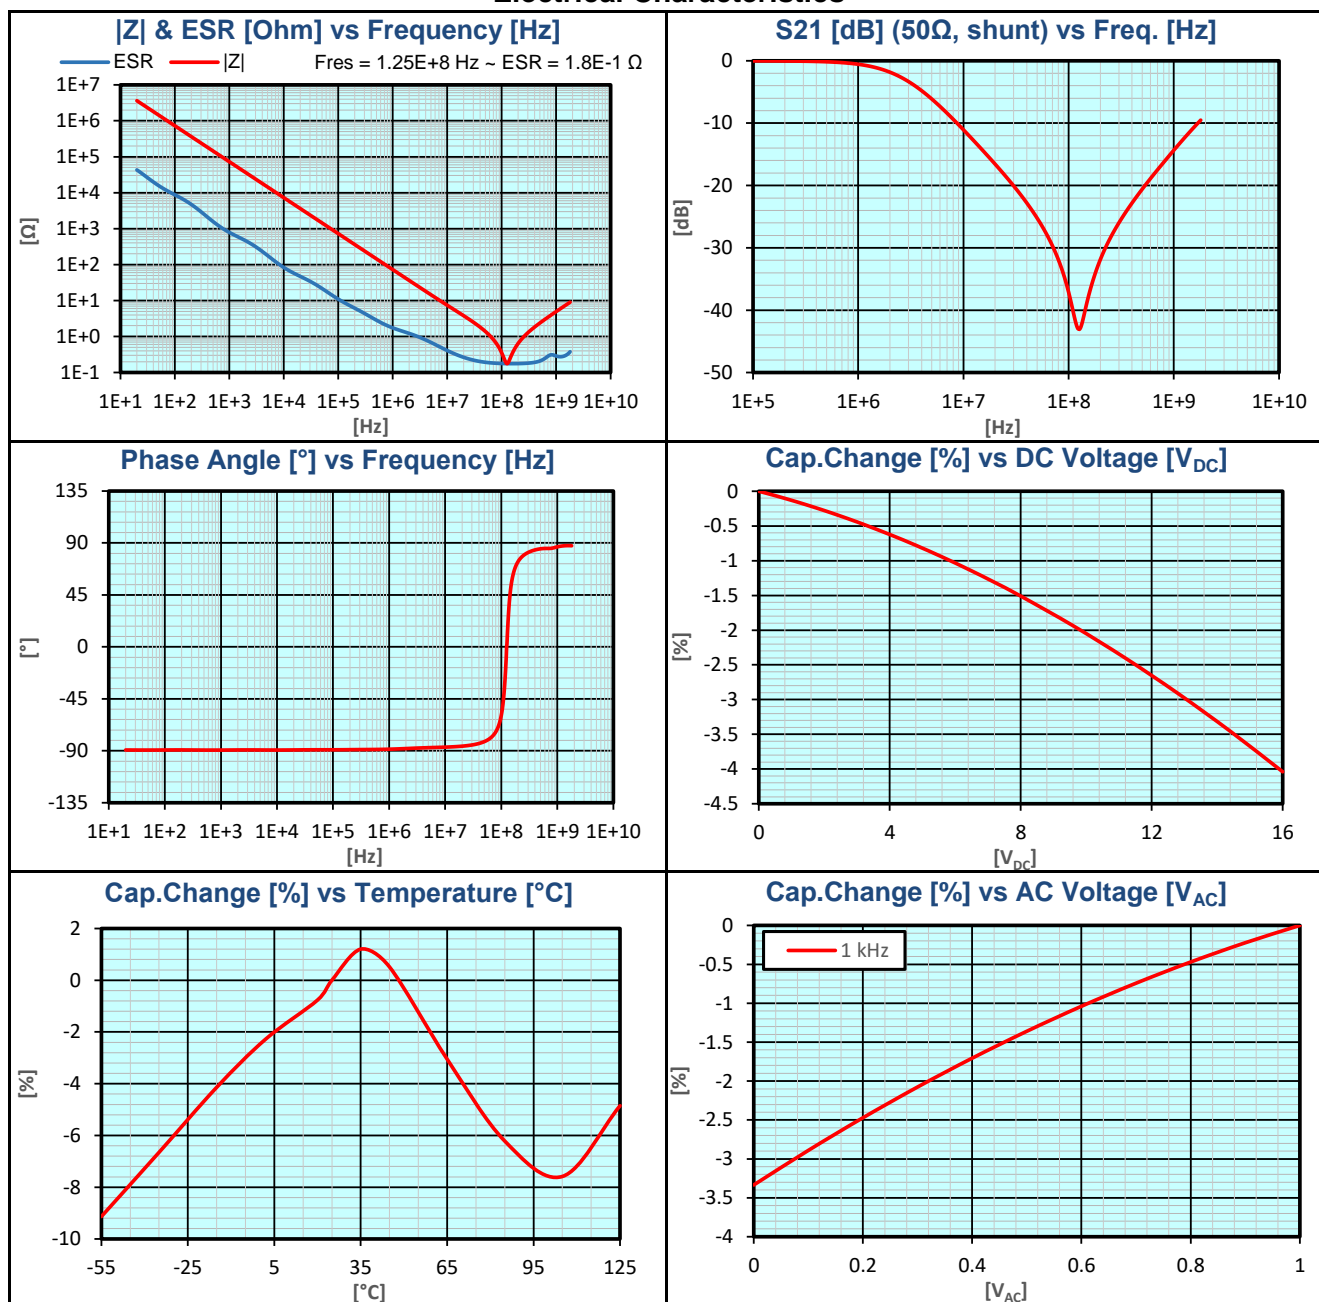 |Z| & ESR [Ohm] vs Frequency [Hz]
ESR |Z| Fres = 1.25E+8 Hz ~ ESR = 1.8E-1 Ω
1E+7
1E+6
1E+5
1E+4
1E+3
1E+2
1E+1
1E+0
1E-1
[Ω]
1E+1 1E+2 1E+3 1E+4 1E+5 1E+6 1E+7 1E+8 1E+9 1E+10
[Hz]
S21 [dB] (50Ω, shunt) vs Freq. [Hz]
0
-10
-20
-30
-40
-50
[dB]
1E+5 1E+6 1E+7 1E+8 1E+9 1E+10
[Hz]
Phase Angle [°] vs Frequency [Hz]
135
90
45
0
-45
-90
-135
[°]
1E+1 1E+2 1E+3 1E+4 1E+5 1E+6 1E+7 1E+8 1E+9 1E+10
[Hz]
Cap.Change [%] vs DC Voltage [VDC]
0
-0.5
-1
-1.5
-2
-2.5
-3
-3.5
-4
-4.5
[%]
0 4 8 12 16
[VDC]
Cap.Change [%] vs Temperature [°C]
2
0
-2
-4
-6
-8
-10
[%]
-55 -25 5 35 65 95 125
[°C]
Cap.Change [%] vs AC Voltage [VAC]
1 kHz
0
-0.5
-1
-1.5
-2
-2.5
-3
-3.5
-4
[%]
0 0.2 0.4 0.6 0.8 1
[VAC]